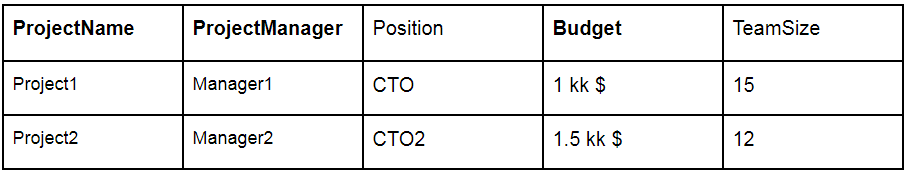 ProjectName ProjectManager Position Budget TeamSize
Project1 Manager1 CTO 1 kk $ 15
Project2 Manager2 CTO2 1.5 kk $ 12